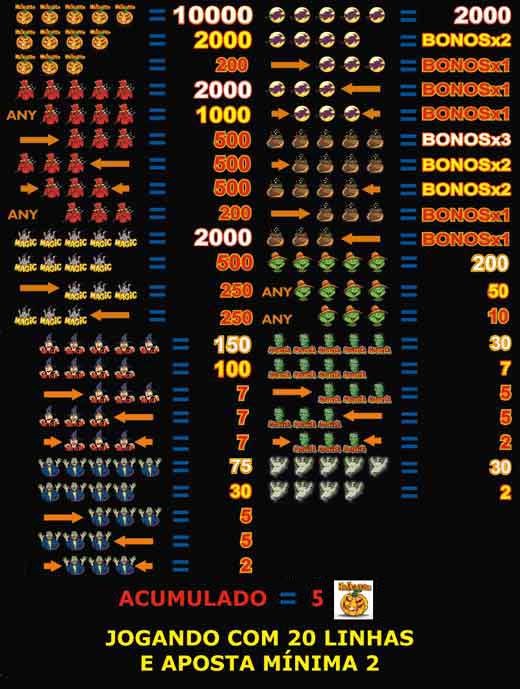 = 10000
= 2000
= 200
= 2000
ANY = 1000
= 500
= 500
= 500
ANY = 200
MAGIC MAGIC MAGIC MAGIC MAGIC = 2000
MAGIC MAGIC MAGIC MAGIC = 500
MAGIC MAGIC MAGIC = 250
MAGIC MAGIC MAGIC = 250
= 150
= 100
= 7
= 7
= 7
= 75
= 30
= 5
= 5
= 2
= 2000
= BONOSx2
= BONOSx1
= BONOSx1
= BONOSx1
= BONOSx3
= BONOSx2
= BONOSx2
= BONOSx1
= BONOSx1
= 200
ANY = 50
ANY = 10
= 30
= 7
= 5
= 5
= 2
= 30
= 2
ACUMULADO = 5
JOGANDO COM 20 LINHAS
E APOSTA MÍNIMA 2